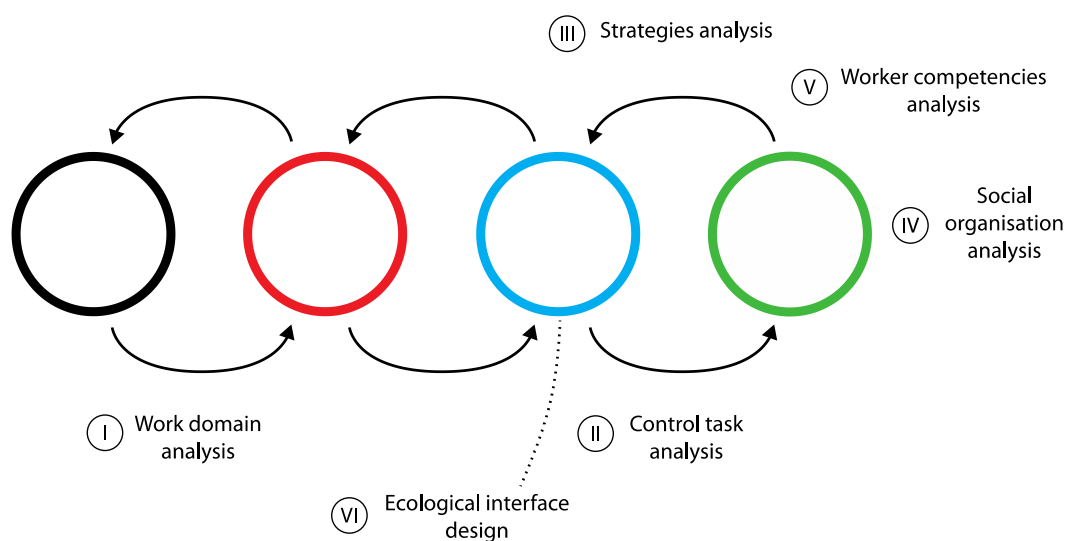 III Strategies analysis
V Worker competencies
analysis
IV Social
organisation
analysis
I Work domain
analysis
II Control task
analysis
VI Ecological interface
design